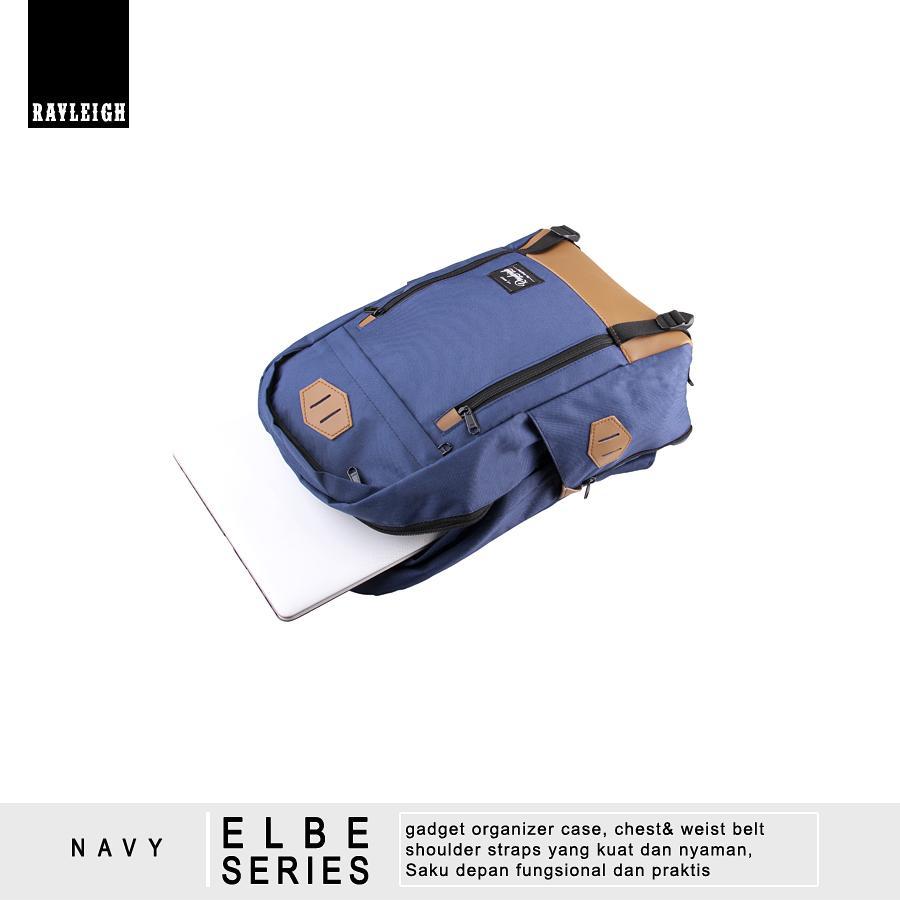 RAYLEIGH
NAVY
ELBE
SERIES
gadget organizer case, chest& weist belt
shoulder straps yang kuat dan nyaman,
Saku depan fungsional dan praktis